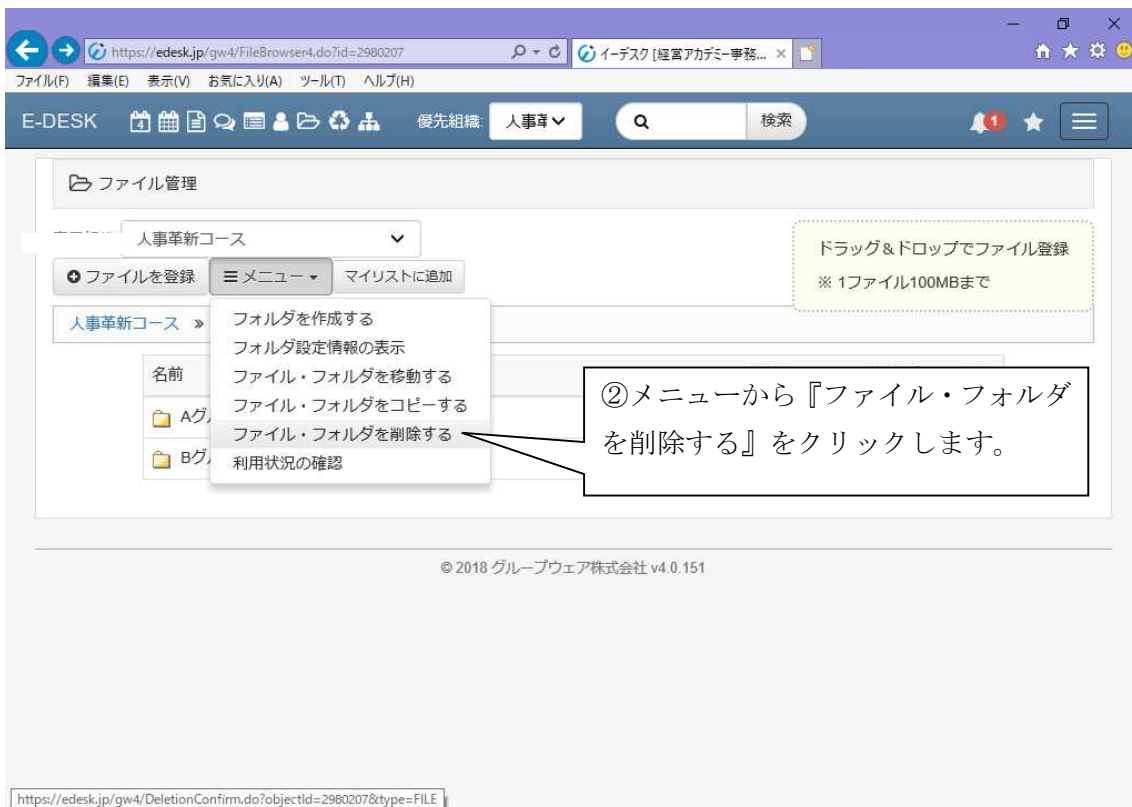 https://edesk.jp/gw4/FileBrowser4.do?id=2980207
イーデスク [経営アカデミー事務...
ファイル(F) 編集(E) 表示(V) お気に入り(A) ツール(T) ヘルプ(H)
E-DESK 4 優先組織: 人事革 検索 1
ファイル管理
人事革新コース
ドラッグ＆ドロップでファイル登録
※ 1ファイル100MBまで
ファイルを登録 メニュー マイリストに追加
人事革新コース »
フォルダを作成する
フォルダ設定情報の表示
ファイル・フォルダを移動する
ファイル・フォルダをコピーする
ファイル・フォルダを削除する
利用状況の確認
名前
Aグ
Bグ
②メニューから『ファイル・フォルダ
を削除する』をクリックします。
© 2018 グループウェア株式会社 v4.0.151
https://edesk.jp/gw4/DeletionConfirm.do?objectId=2980207&type=FILE